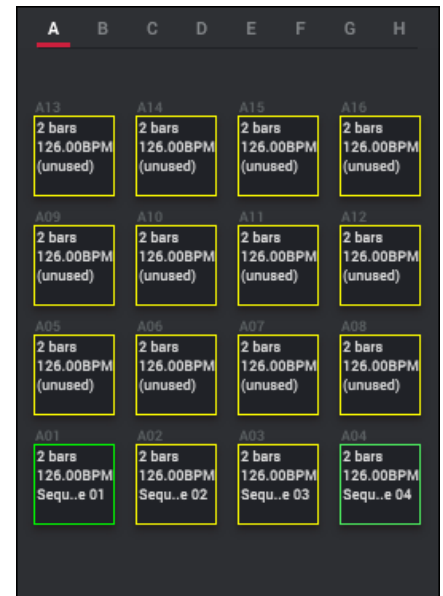 A B C D E F G H
A13 A14 A15 A16
2 bars 2 bars 2 bars 2 bars
126.00BPM 126.00BPM 126.00BPM 126.00BPM
(unused) (unused) (unused) (unused)
A09 A10 A11 A12
2 bars 2 bars 2 bars 2 bars
126.00BPM 126.00BPM 126.00BPM 126.00BPM
(unused) (unused) (unused) (unused)
A05 A06 A07 A08
2 bars 2 bars 2 bars 2 bars
126.00BPM 126.00BPM 126.00BPM 126.00BPM
(unused) (unused) (unused) (unused)
A01 A02 A03 A04
2 bars 2 bars 2 bars 2 bars
126.00BPM 126.00BPM 126.00BPM 126.00BPM
Sequ..e 01 Sequ..e 02 Sequ..e 03 Sequ..e 04